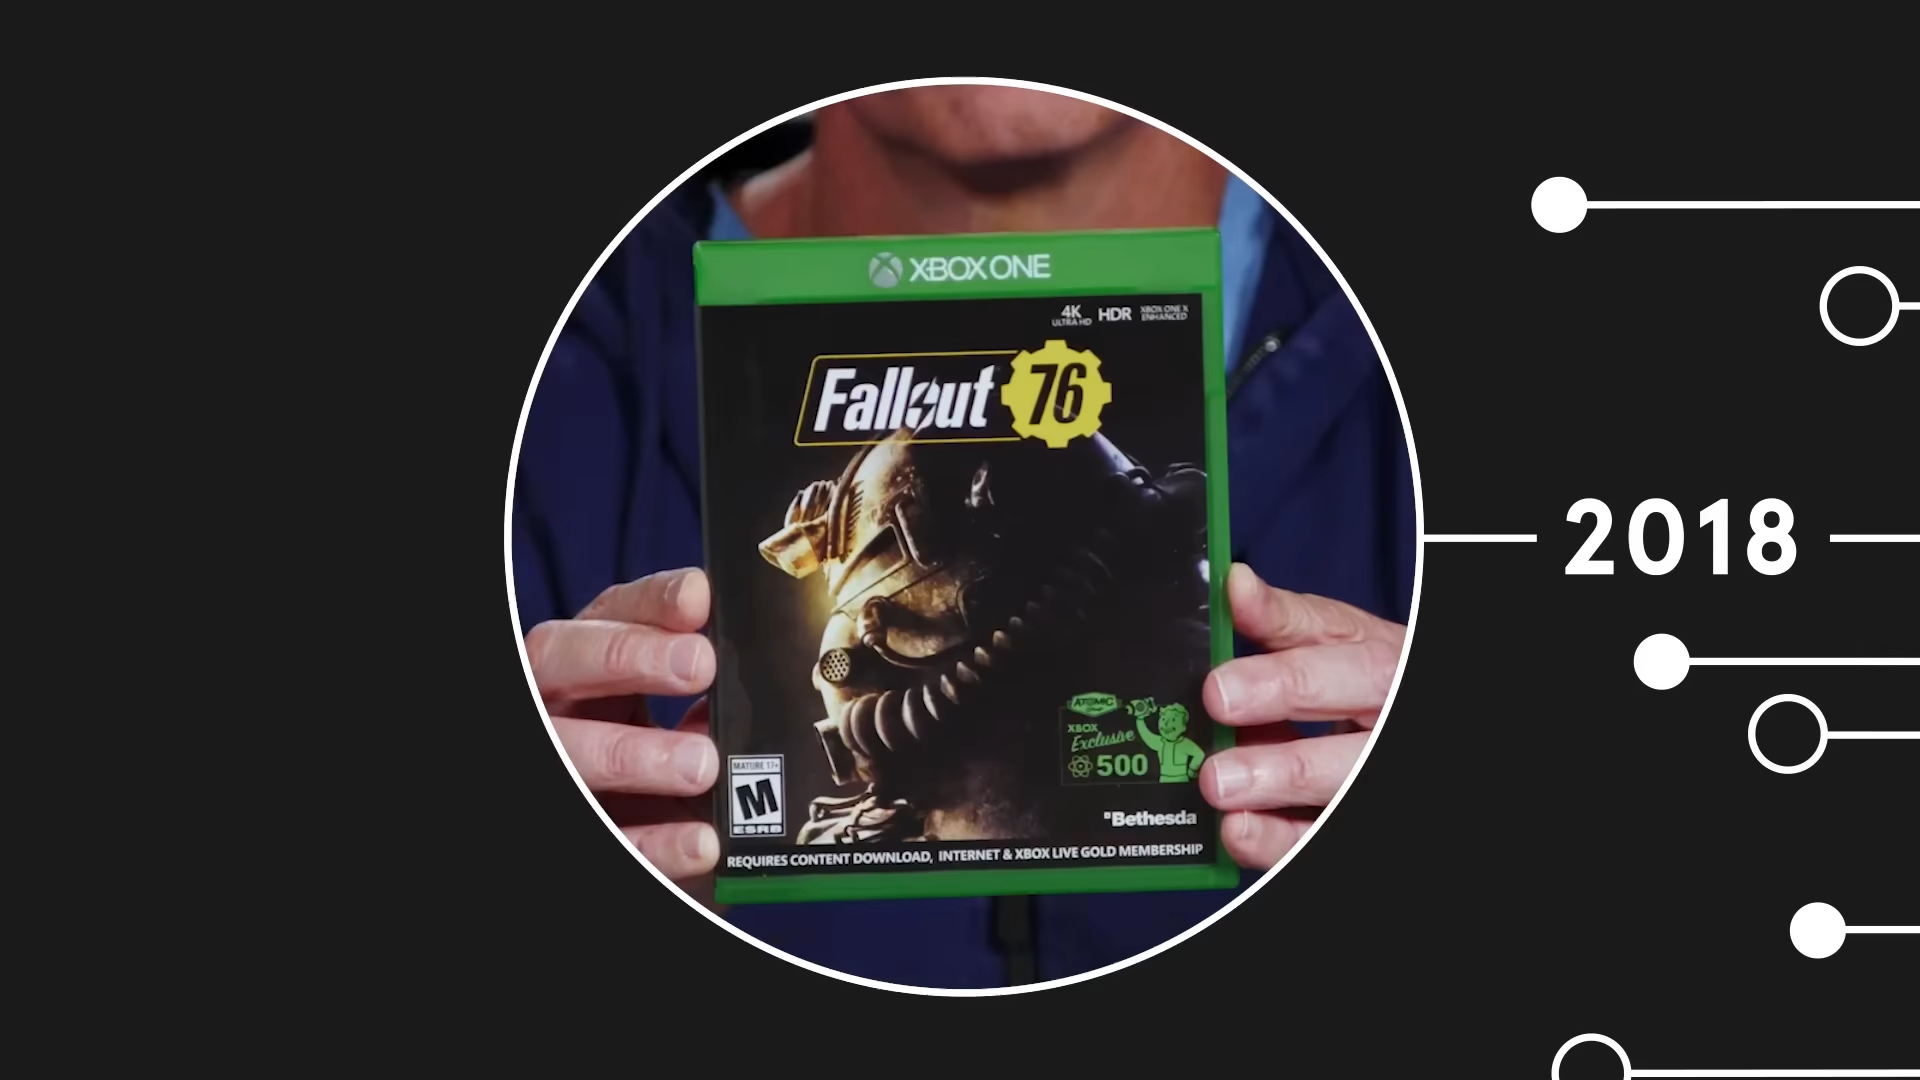 XBOX ONE
4K
ULTRA HD
HDR
XBOX ONE X
ENHANCED
Fallout 76
2018
ATOMIC
XBOX
Exclusive
500
MATURE 17+
M
ESRB
Bethesda
REQUIRES CONTENT DOWNLOAD, INTERNET & XBOX LIVE GOLD MEMBERSHIP